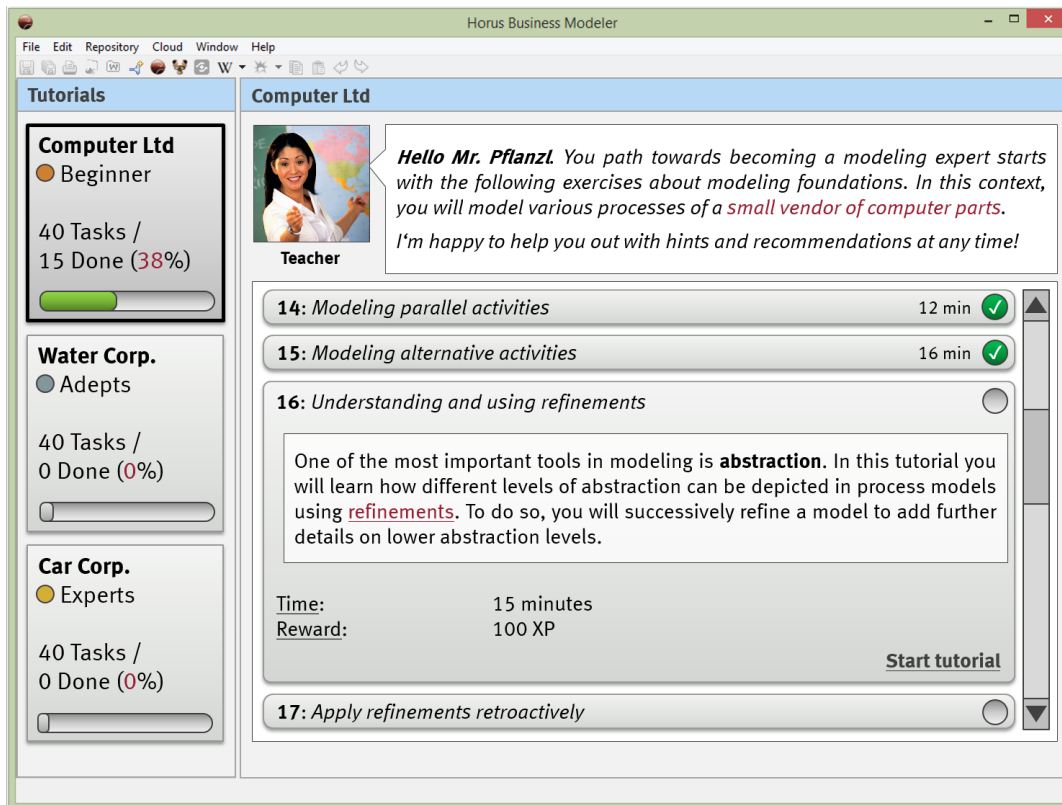 Horus Business Modeler
File Edit Repository Cloud Window Help
W
Tutorials
Computer Ltd
Beginner
40 Tasks /
15 Done (38%)
Water Corp.
Adepts
40 Tasks /
0 Done (0%)
Car Corp.
Experts
40 Tasks /
0 Done (0%)
Computer Ltd
Teacher
Hello Mr. Pflanzl. You path towards becoming a modeling expert starts
with the following exercises about modeling foundations. In this context,
you will model various processes of a small vendor of computer parts.
I'm happy to help you out with hints and recommendations at any time!
14: Modeling parallel activities 12 min
15: Modeling alternative activities 16 min
16: Understanding and using refinements
One of the most important tools in modeling is abstraction. In this tutorial you
will learn how different levels of abstraction can be depicted in process models
using refinements. To do so, you will successively refine a model to add further
details on lower abstraction levels.
Time: 15 minutes
Reward: 100 XP
Start tutorial
17: Apply refinements retroactively